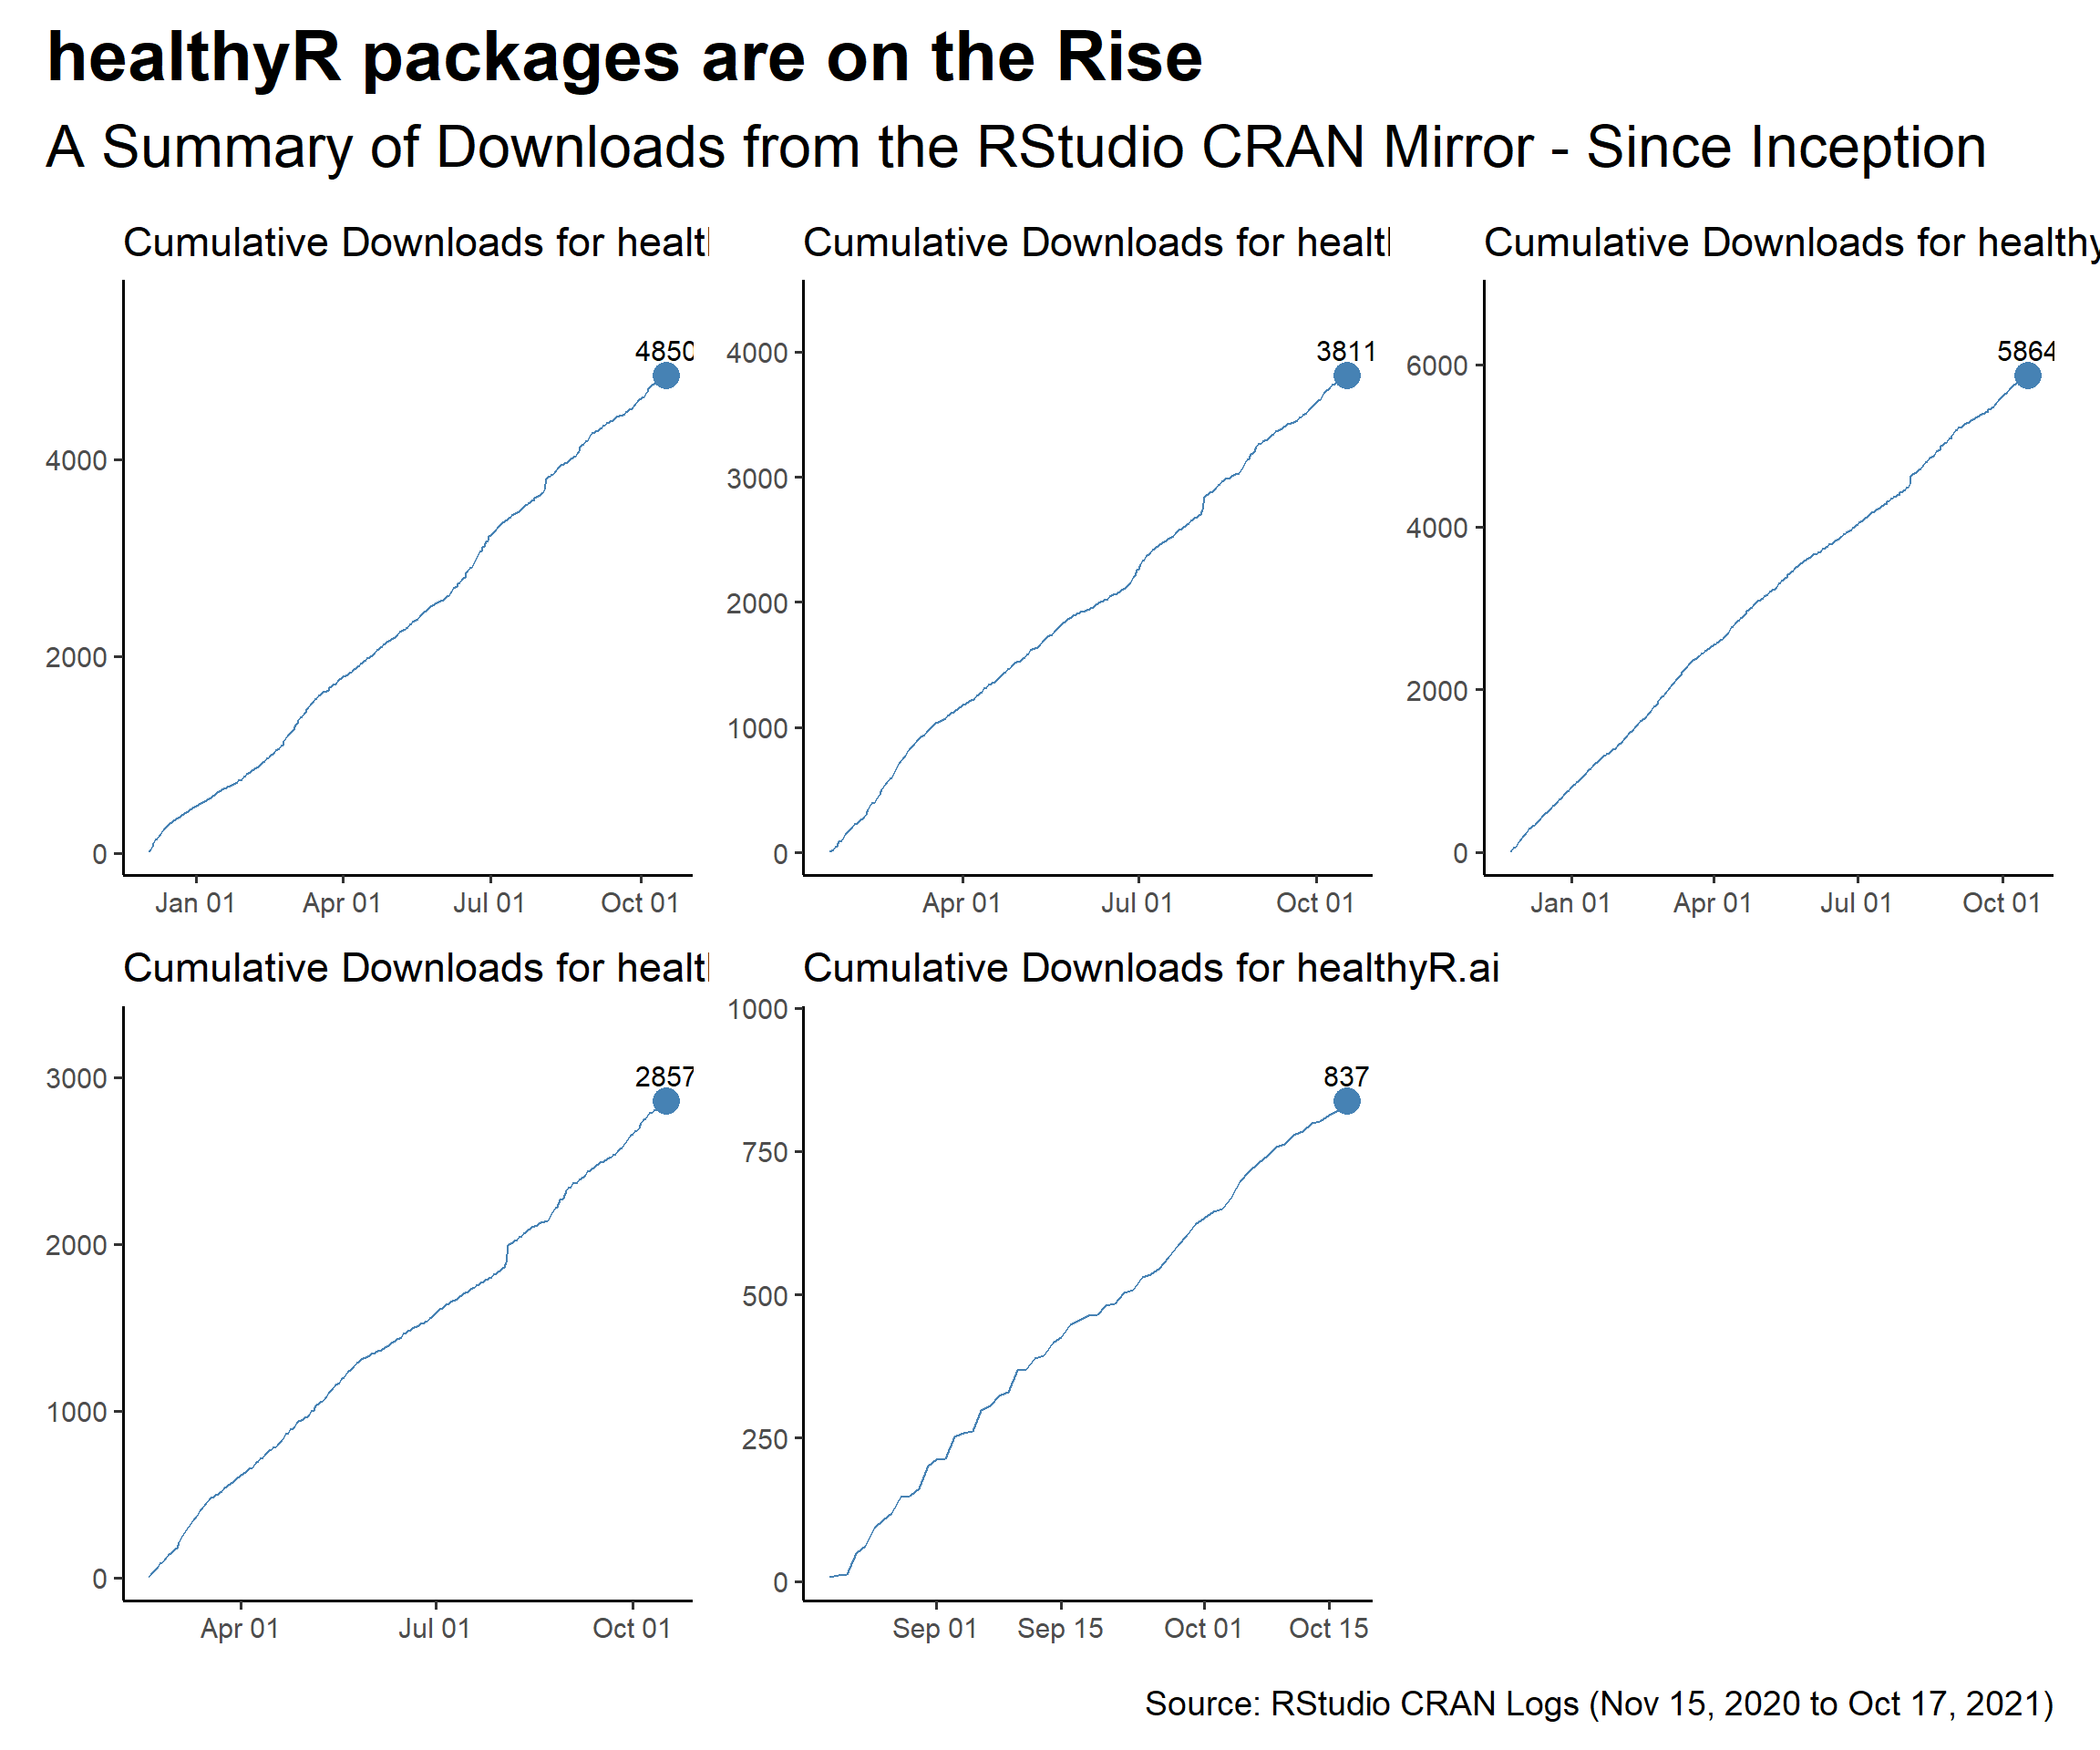 healthyR packages are on the Rise
A Summary of Downloads from the RStudio CRAN Mirror - Since Inception
Cumulative Downloads for healtl
4850
4000
2000
0
Jan 01 Apr 01 Jul 01 Oct 01
Cumulative Downloads for healtl
3811
4000
3000
2000
1000
0
Apr 01 Jul 01 Oct 01
Cumulative Downloads for healthy
5864
6000
4000
2000
0
Jan 01 Apr 01 Jul 01 Oct 01
Cumulative Downloads for healtl
2857
3000
2000
1000
0
Apr 01 Jul 01 Oct 01
Cumulative Downloads for healthyR.ai
1000
837
750
500
250
0
Sep 01 Sep 15 Oct 01 Oct 15
Source: RStudio CRAN Logs (Nov 15, 2020 to Oct 17, 2021)